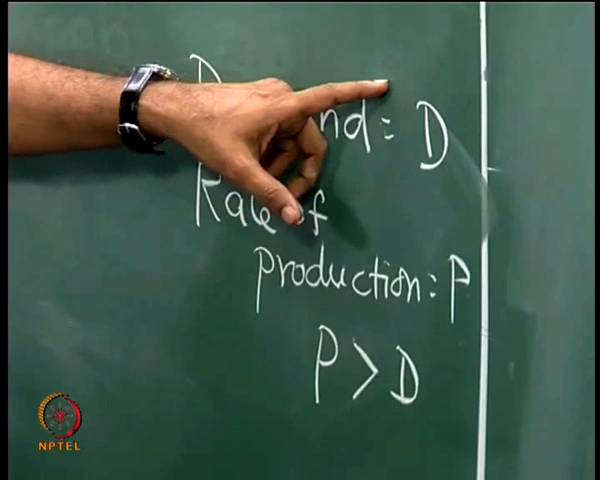 nd = D
Rate of
production = P
P > D
NPTEL